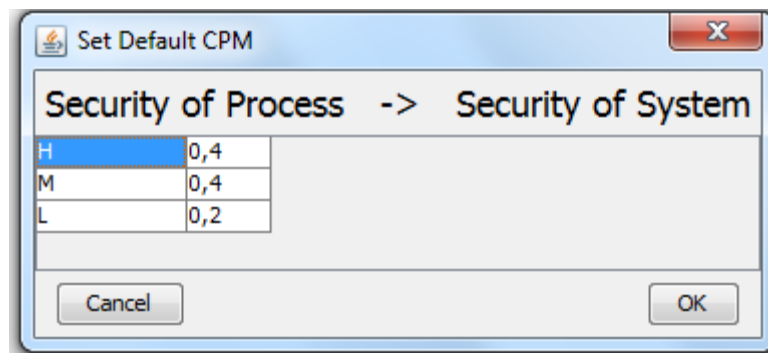 Set Default CPM
Security of Process -> Security of System
H 0,4
M 0,4
L 0,2
Cancel OK